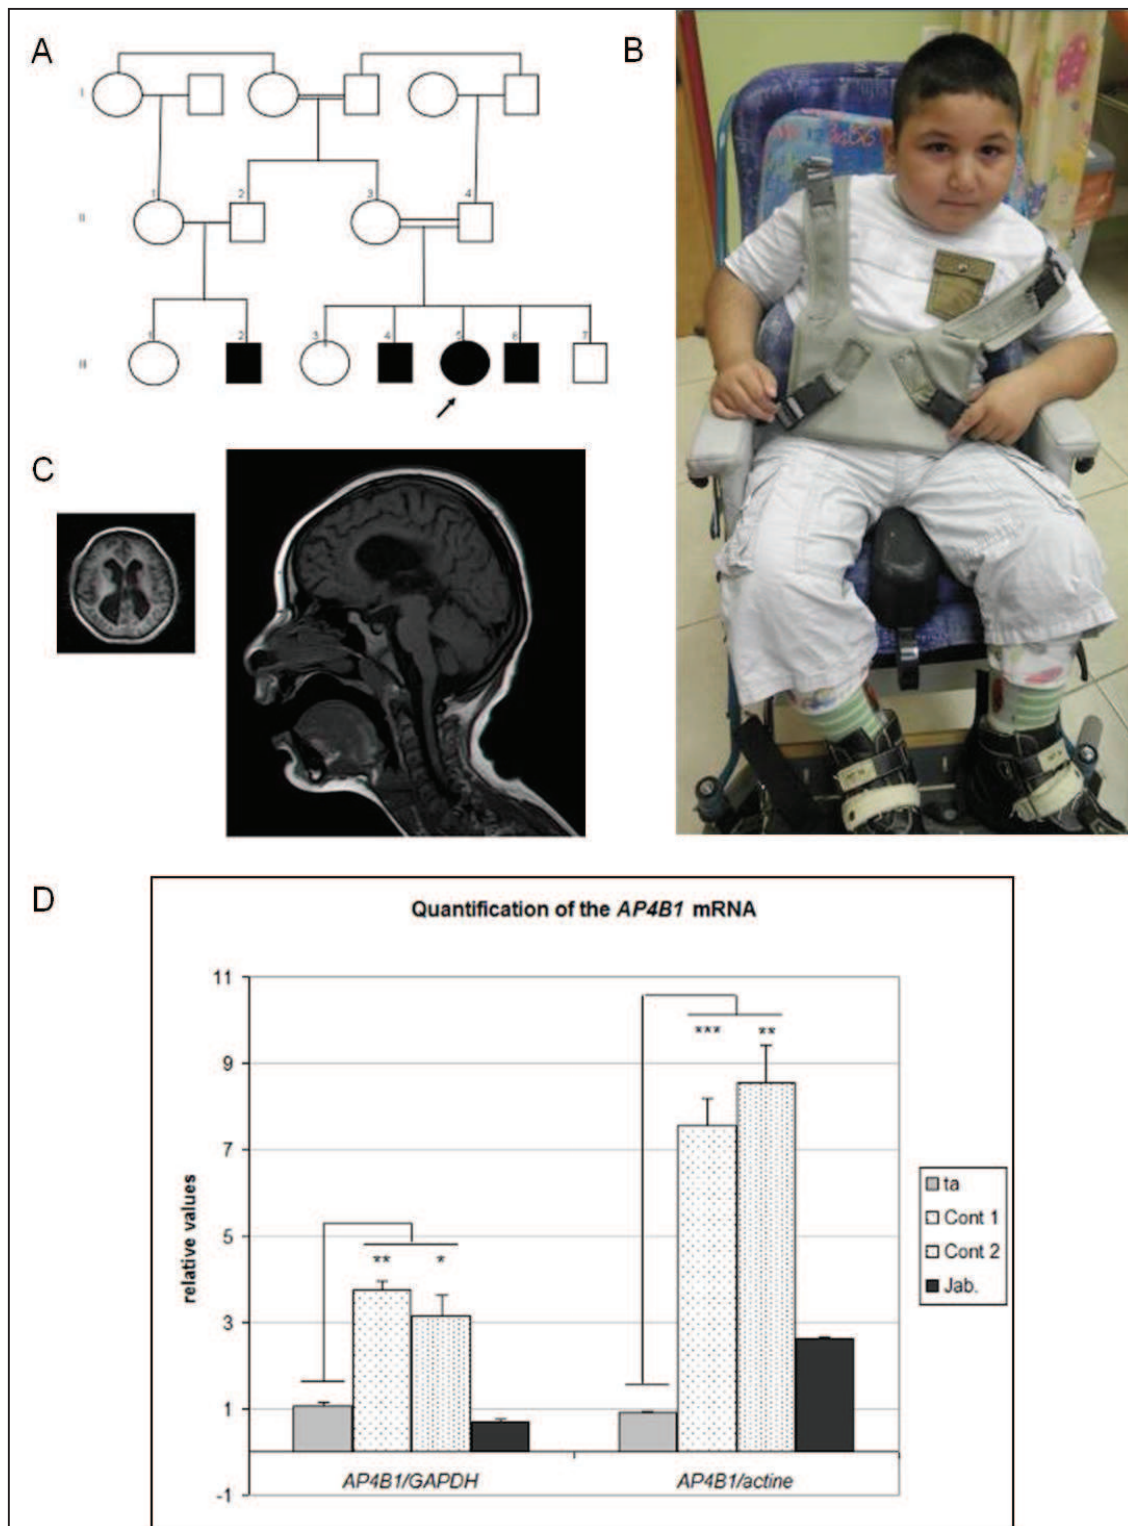 A
B
I
1
2
3
4
II
1
2
3
4
5
6
7
III
C
D
Quantification of the AP4B1 mRNA
11
9
7
5
3
1
-1
relative values
** *
*** **
ta
Cont 1
Cont 2
Jab.
AP4B1/GAPDH
AP4B1/actine